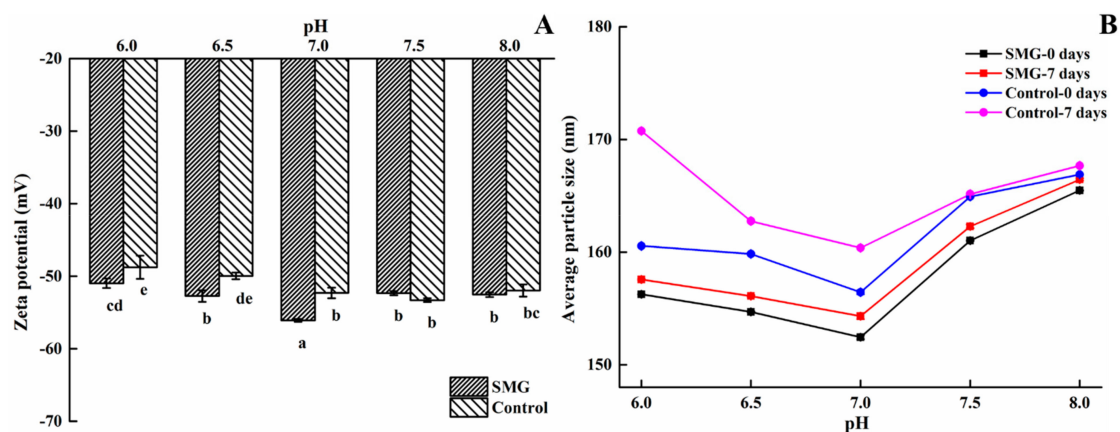 pH
A
6.0 6.5 7.0 7.5 8.0
-20
-30
-40
-50
-60
-70
Zeta potential (mV)
cd e b de a b b b b bc
SMG
Control
B
180
170
160
150
Average particle size (nm)
SMG-0 days
SMG-7 days
Control-0 days
Control-7 days
6.0 6.5 7.0 7.5 8.0
pH